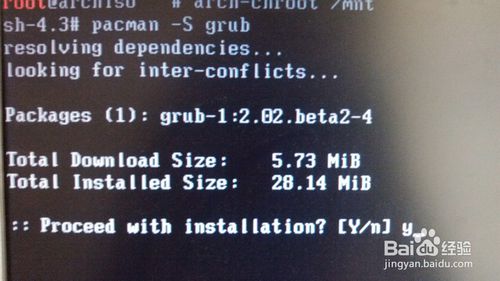 root@archiso # arch-chroot /mnt
sh-4.3# pacman -S grub
resolving dependencies...
looking for inter-conflicts...
Packages (1): grub-1:2.02.beta2-4
Total Download Size: 5.73 MiB
Total Installed Size: 28.14 MiB
:: Proceed with installation? [Y/n] y_
Bai du 经验
jingyan.baidu.com